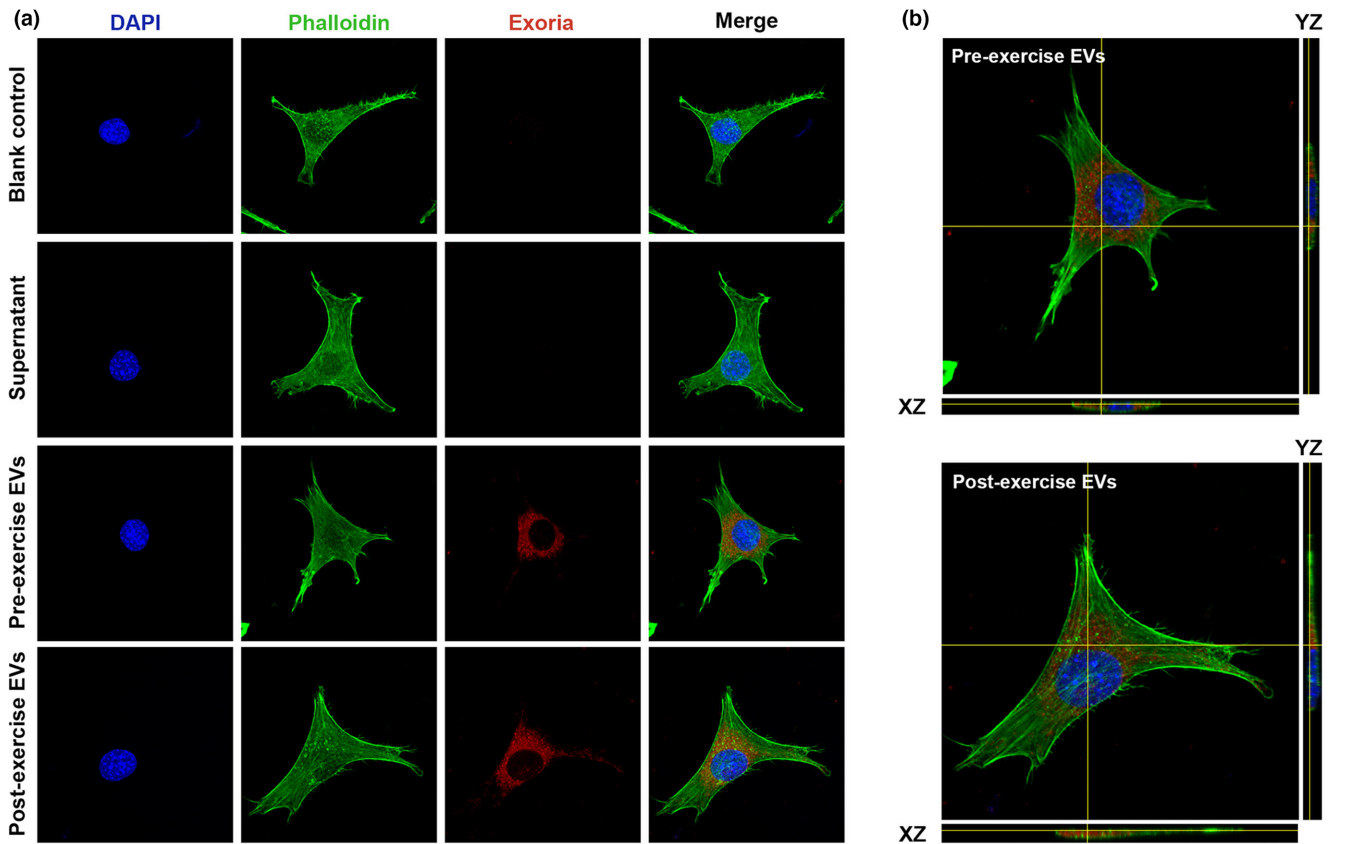 (a)
DAPI
Phalloidin
Exoria
Merge
Blank control
Supernatant
Pre-exercise EVs
Post-exercise EVs
(b)
YZ
Pre-exercise EVs
XZ
YZ
Post-exercise EVs
XZ